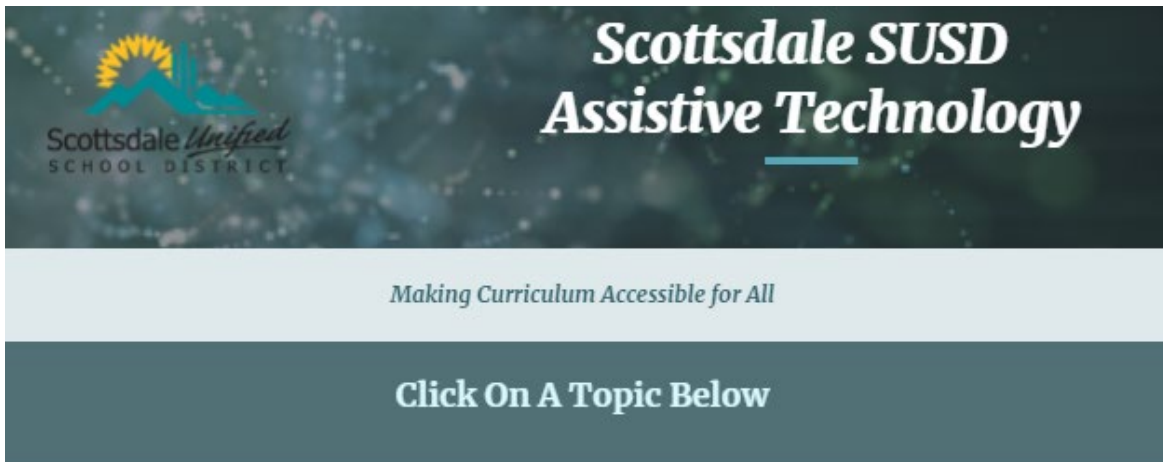 Scottsdale SUSD
Assistive Technology
Scottsdale Unified
SCHOOL DISTRICT
Making Curriculum Accessible for All
Click On A Topic Below